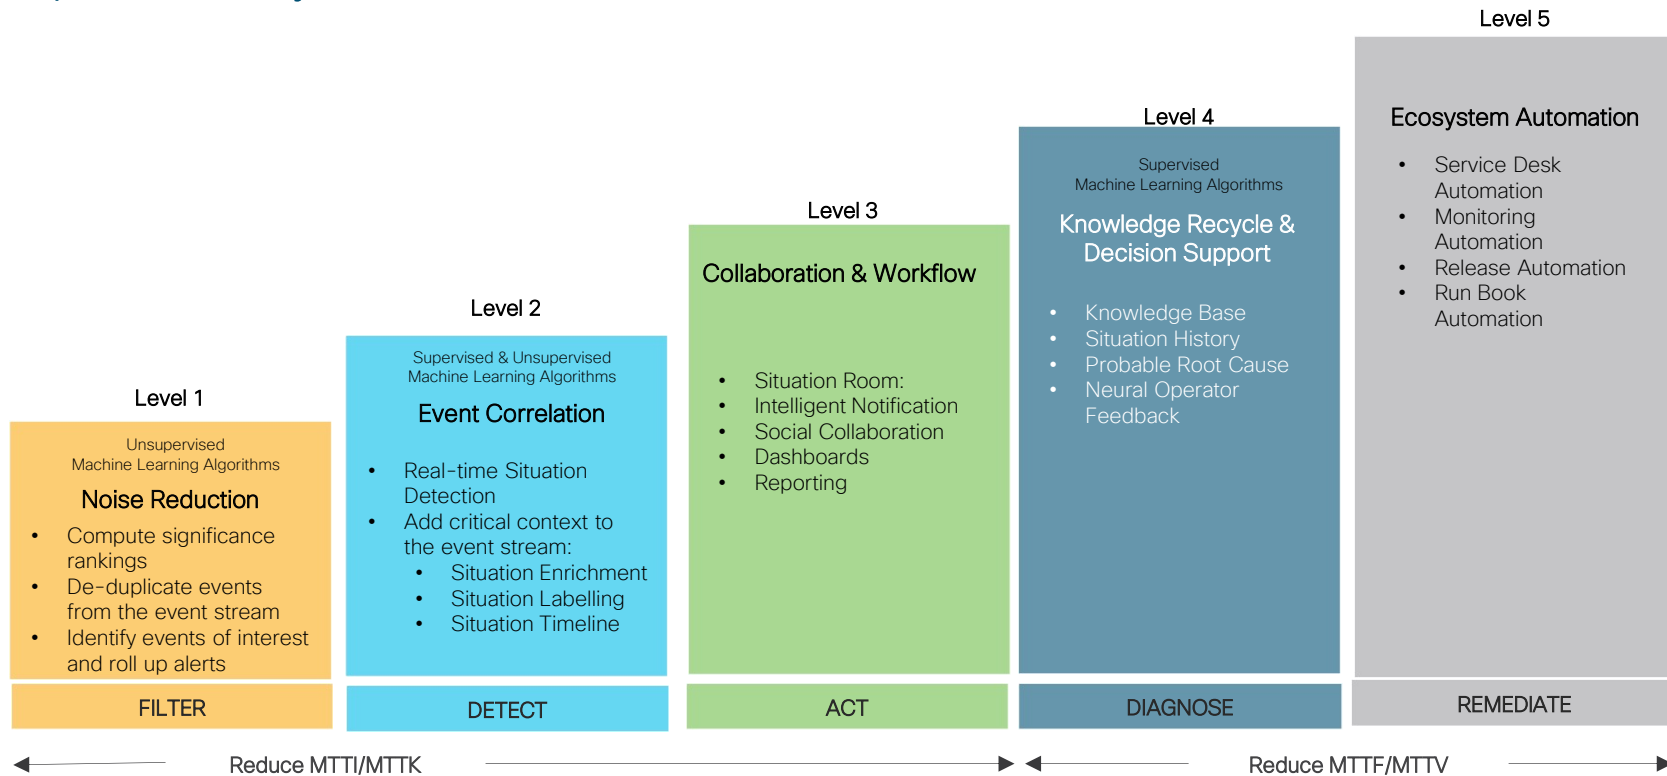 Level 1
Unsupervised
Machine Learning Algorithms
Noise Reduction
• Compute significance
rankings
• De-duplicate events
from the event stream
• Identify events of interest
and roll up alerts
FILTER
Level 2
Supervised & Unsupervised
Machine Learning Algorithms
Event Correlation
• Real-time Situation
Detection
• Add critical context to
the event stream:
• Situation Enrichment
• Situation Labelling
• Situation Timeline
DETECT
Level 3
Collaboration & Workflow
• Situation Room:
• Intelligent Notification
• Social Collaboration
• Dashboards
• Reporting
ACT
Level 4
Supervised
Machine Learning Algorithms
Knowledge Recycle &
Decision Support
• Knowledge Base
• Situation History
• Probable Root Cause
• Neural Operator
Feedback
DIAGNOSE
Level 5
Ecosystem Automation
• Service Desk
Automation
• Monitoring
Automation
• Release Automation
• Run Book
Automation
REMEDIATE
Reduce MTTI/MTTK
Reduce MTTF/MTTV